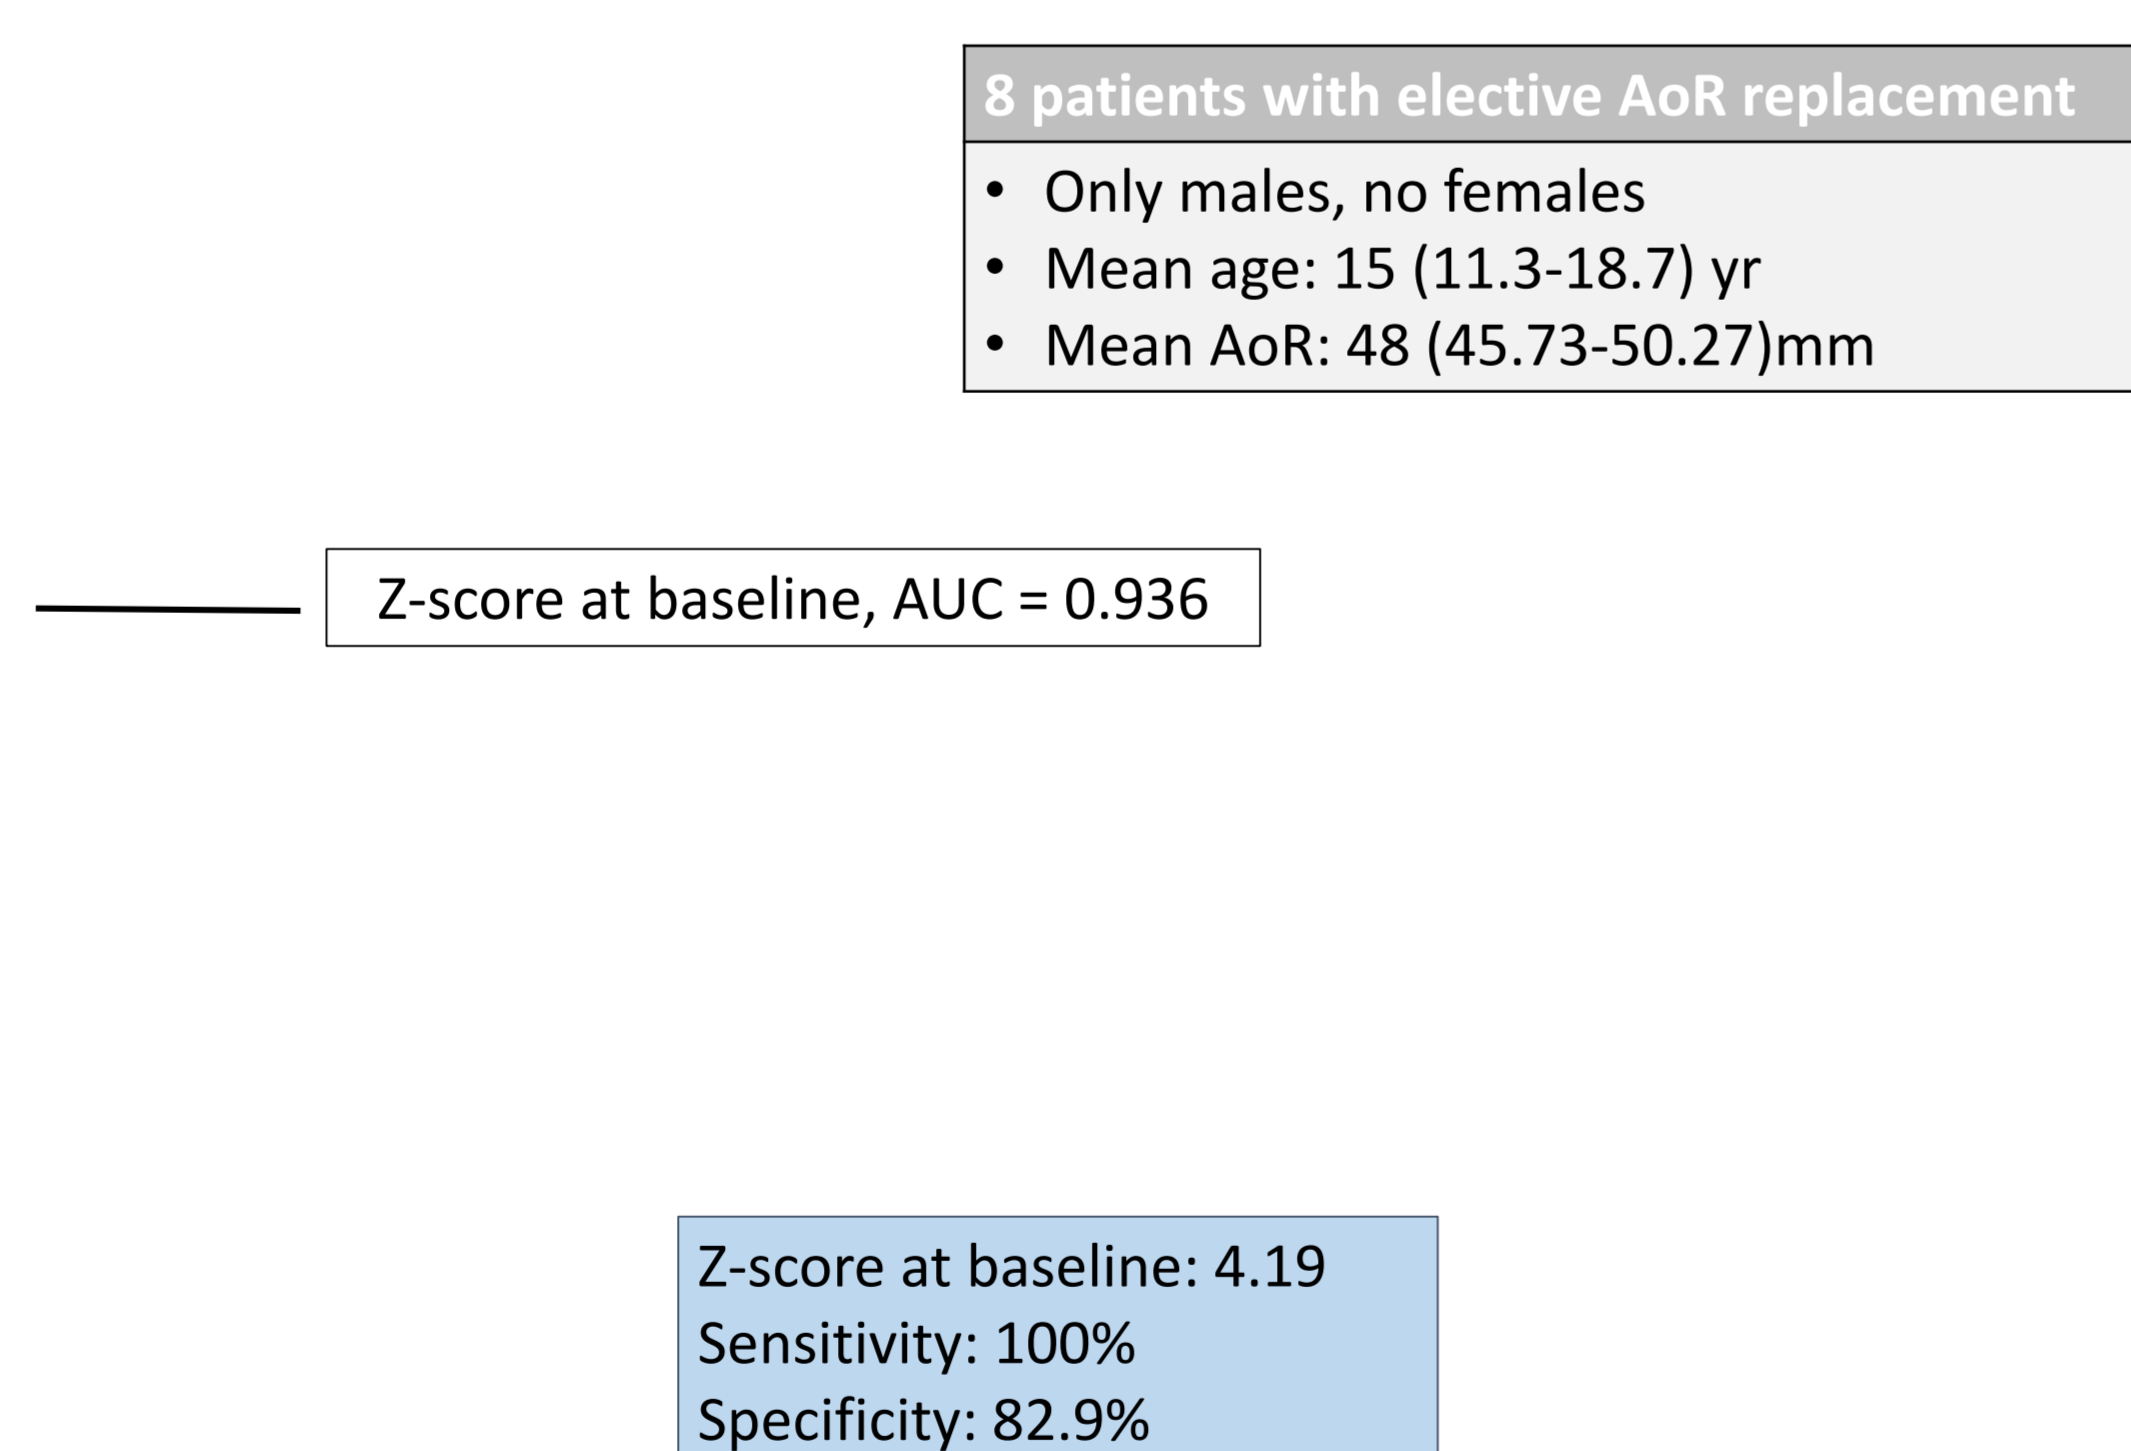 8 patients with elective AoR replacement
• Only males, no females
• Mean age: 15 (11.3-18.7) yr
• Mean AoR: 48 (45.73-50.27)mm
Z-score at baseline, AUC = 0.936
Z-score at baseline: 4.19
Sensitivity: 100%
Specificity: 82.9%